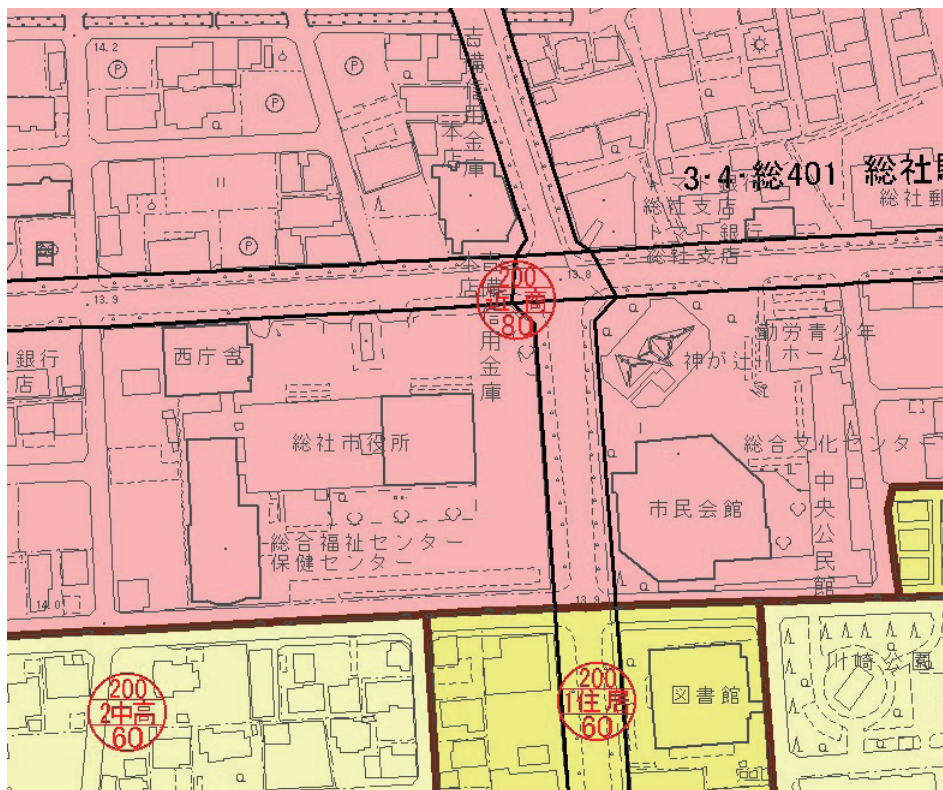 14.2
P
P
P
吉備信用金庫
本店
3・4・総401 総社駅
トマト銀行
総社支店
総社郵
トマト銀行
総社支店
P
13.8
13.9
200
近商
80
吉備信用金庫
本店
西庁舎
銀行
店
神が辻
勤労青少年
ホーム
総社市役所
総合文化センター
市民会館
中央公民館
総合福祉センター
保健センター
14.0
13.9
200
2中高
60
200
1住居
60
図書館
川崎公園